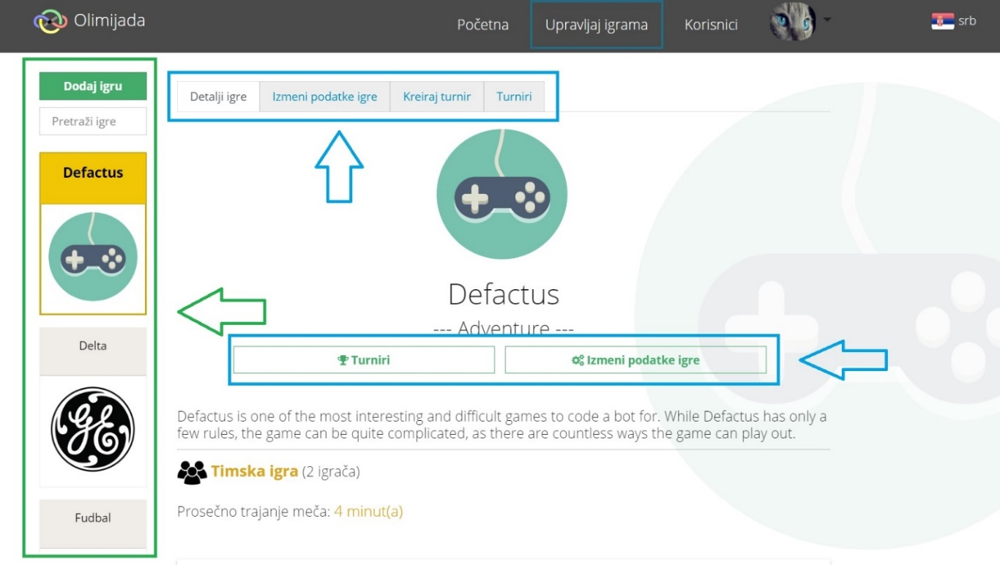 Olimijada
Početna
Upravljaj igrama
Korisnici
srb
Dodaj igru
Pretraži igre
Defactus
Delta
GE
Fudbal
Detalji igre
Izmeni podatke igre
Kreiraj turnir
Turniri
Defactus
--- Adventure ---
Turniri
Izmeni podatke igre
Defactus is one of the most interesting and difficult games to code a bot for. While Defactus has only a
few rules, the game can be quite complicated, as there are countless ways the game can play out.
Timska igra (2 igrača)
Prosečno trajanje meča: 4 minut(a)